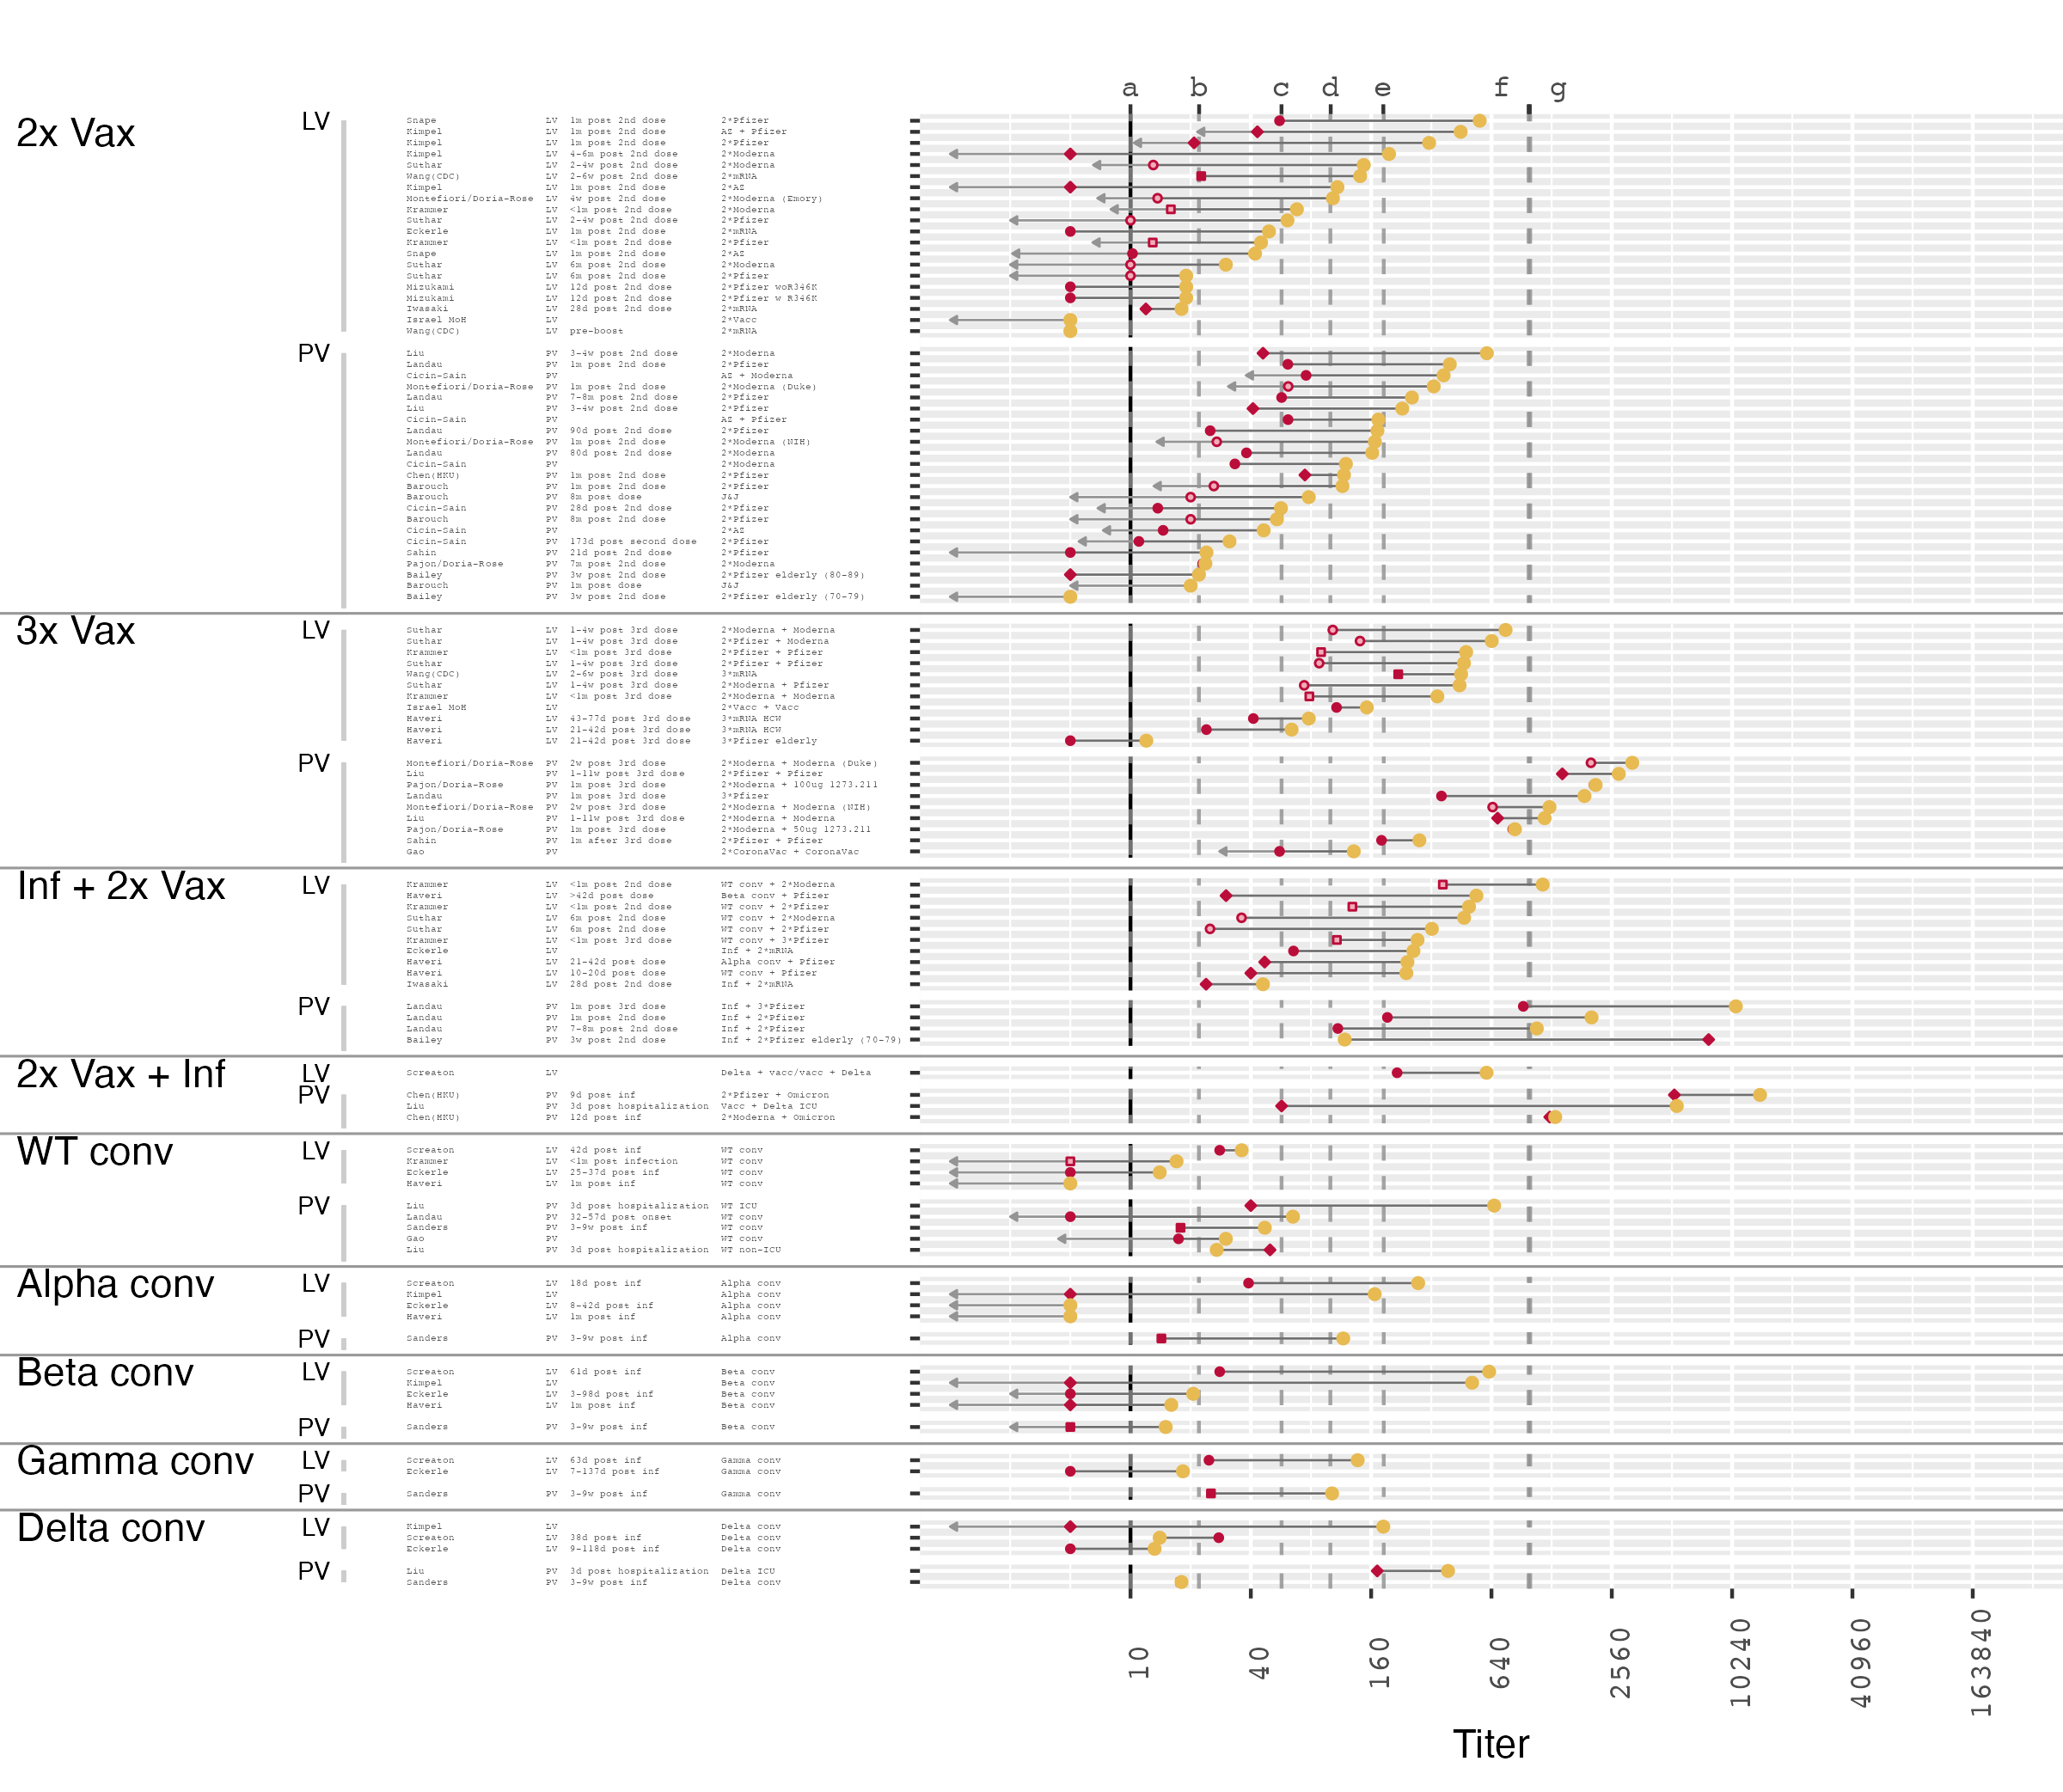 a b c d e f g
2x Vax
LV
Snape LV 1m post 2nd dose 2*Pfizer
Kimpel LV 1m post 2nd dose AZ + Pfizer
Kimpel LV 1m post 2nd dose 2*Pfizer
Kimpel LV 4-6m post 2nd dose 2*Moderna
Suthar LV 2-4w post 2nd dose 2*Moderna
Wang(CDC) LV 2-6w post 2nd dose 2*mRNA
Kimpel LV 1m post 2nd dose 2*AZ
Montefiori/Doria-Rose LV 4w post 2nd dose 2*Moderna (Emory)
Krammer LV <1m post 2nd dose 2*Moderna
Suthar LV 2-4w post 2nd dose 2*Pfizer
Eckerle LV 1m post 2nd dose 2*mRNA
Krammer LV <1m post 2nd dose 2*Pfizer
Snape LV 1m post 2nd dose 2*AZ
Suthar LV 6m post 2nd dose 2*Moderna
Suthar LV 6m post 2nd dose 2*Pfizer
Mizukami LV 12d post 2nd dose 2*Pfizer woR346K
Mizukami LV 12d post 2nd dose 2*Pfizer w R346K
Iwasaki LV 28d post 2nd dose 2*mRNA
Israel MoH LV 2*Vacc
Wang(CDC) LV pre-boost 2*mRNA
PV
Liu PV 3-4w post 2nd dose 2*Moderna
Landau PV 1m post 2nd dose 2*Pfizer
Cicin-Sain PV AZ + Moderna
Montefiori/Doria-Rose PV 1m post 2nd dose 2*Moderna (Duke)
Landau PV 7-8m post 2nd dose 2*Pfizer
Liu PV 3-4w post 2nd dose 2*Pfizer
Cicin-Sain PV AZ + Pfizer
Landau PV 90d post 2nd dose 2*Pfizer
Montefiori/Doria-Rose PV 1m post 2nd dose 2*Moderna (NIH)
Landau PV 80d post 2nd dose 2*Moderna
Cicin-Sain PV 2*Moderna
Chen(HKU) PV 1m post 2nd dose 2*Pfizer
Barouch PV 1m post 2nd dose 2*Pfizer
Barouch PV 8m post dose J&J
Cicin-Sain PV 28d post 2nd dose 2*Pfizer
Barouch PV 8m post 2nd dose 2*Pfizer
Cicin-Sain PV 2*AZ
Cicin-Sain PV 173d post second dose 2*Pfizer
Sahin PV 21d post 2nd dose 2*Pfizer
Pajon/Doria-Rose PV 7m post 2nd dose 2*Moderna
Bailey PV 3w post 2nd dose 2*Pfizer elderly (80-89)
Barouch PV 1m post dose J&J
Bailey PV 3w post 2nd dose 2*Pfizer elderly (70-79)
3x Vax
LV
Suthar LV 1-4w post 3rd dose 2*Moderna + Moderna
Suthar LV 1-4w post 3rd dose 2*Pfizer + Moderna
Krammer LV <1m post 3rd dose 2*Pfizer + Pfizer
Suthar LV 1-4w post 3rd dose 2*Pfizer + Pfizer
Wang(CDC) LV 2-6w post 3rd dose 3*mRNA
Suthar LV 1-4w post 3rd dose 2*Moderna + Pfizer
Krammer LV <1m post 3rd dose 2*Moderna + Moderna
Israel MoH LV 2*Vacc + Vacc
Haveri LV 43-77d post 3rd dose 3*mRNA HCW
Haveri LV 21-42d post 3rd dose 3*mRNA HCW
Haveri LV 21-42d post 3rd dose 3*Pfizer elderly
PV
Montefiori/Doria-Rose PV 2w post 3rd dose 2*Moderna + Moderna (Duke)
Liu PV 1-11w post 3rd dose 2*Pfizer + Pfizer
Pajon/Doria-Rose PV 1m post 3rd dose 2*Moderna + 100ug 1273.211
Landau PV 1m post 3rd dose 3*Pfizer
Montefiori/Doria-Rose PV 2w post 3rd dose 2*Moderna + Moderna (NIH)
Liu PV 1-11w post 3rd dose 2*Moderna + Moderna
Pajon/Doria-Rose PV 1m post 3rd dose 2*Moderna + 50ug 1273.211
Sahin PV 1m after 3rd dose 2*Pfizer + Pfizer
Gao PV 2*CoronaVac + CoronaVac
Inf + 2x Vax
LV
Krammer LV <1m post 2nd dose WT conv + 2*Moderna
Haveri LV >42d post dose Beta conv + Pfizer
Krammer LV <1m post 2nd dose WT conv + 2*Pfizer
Suthar LV 6m post 2nd dose WT conv + 2*Moderna
Suthar LV 6m post 2nd dose WT conv + 2*Pfizer
Krammer LV <1m post 3rd dose WT conv + 3*Pfizer
Eckerle LV Inf + 2*mRNA
Haveri LV 21-42d post dose Alpha conv + Pfizer
Haveri LV 10-20d post dose WT conv + Pfizer
Iwasaki LV 28d post 2nd dose Inf + 2*mRNA
PV
Landau PV 1m post 3rd dose Inf + 3*Pfizer
Landau PV 1m post 2nd dose Inf + 2*Pfizer
Landau PV 7-8m post 2nd dose Inf + 2*Pfizer
Bailey PV 3w post 2nd dose Inf + 2*Pfizer elderly (70-79)
2x Vax + Inf
LV
Screaton LV Delta + vacc/vacc + Delta
PV
Chen(HKU) PV 9d post inf 2*Pfizer + Omicron
Liu PV 3d post hospitalization Vacc + Delta ICU
Chen(HKU) PV 12d post inf 2*Moderna + Omicron
WT conv
LV
Screaton LV 42d post inf WT conv
Krammer LV <1m post infection WT conv
Eckerle LV 25-37d post inf WT conv
Haveri LV 1m post inf WT conv
PV
Liu PV 3d post hospitalization WT ICU
Landau PV 32-57d post onset WT conv
Sanders PV 3-9w post inf WT conv
Gao PV WT conv
Liu PV 3d post hospitalization WT non-ICU
Alpha conv
LV
Screaton LV 18d post inf Alpha conv
Kimpel LV Alpha conv
Eckerle LV 8-42d post inf Alpha conv
Haveri LV 1m post inf Alpha conv
PV
Sanders PV 3-9w post inf Alpha conv
Beta conv
LV
Screaton LV 61d post inf Beta conv
Kimpel LV Beta conv
Eckerle LV 3-98d post inf Beta conv
Haveri LV 1m post inf Beta conv
PV
Sanders PV 3-9w post inf Beta conv
Gamma conv
LV
Screaton LV 63d post inf Gamma conv
Eckerle LV 7-137d post inf Gamma conv
PV
Sanders PV 3-9w post inf Gamma conv
Delta conv
LV
Kimpel LV Delta conv
Screaton LV 38d post inf Delta conv
Eckerle LV 9-118d post inf Delta conv
PV
Liu PV 3d post hospitalization Delta ICU
Sanders PV 3-9w post inf Delta conv
10 40 160 640 2560 10240 40960 163840
Titer